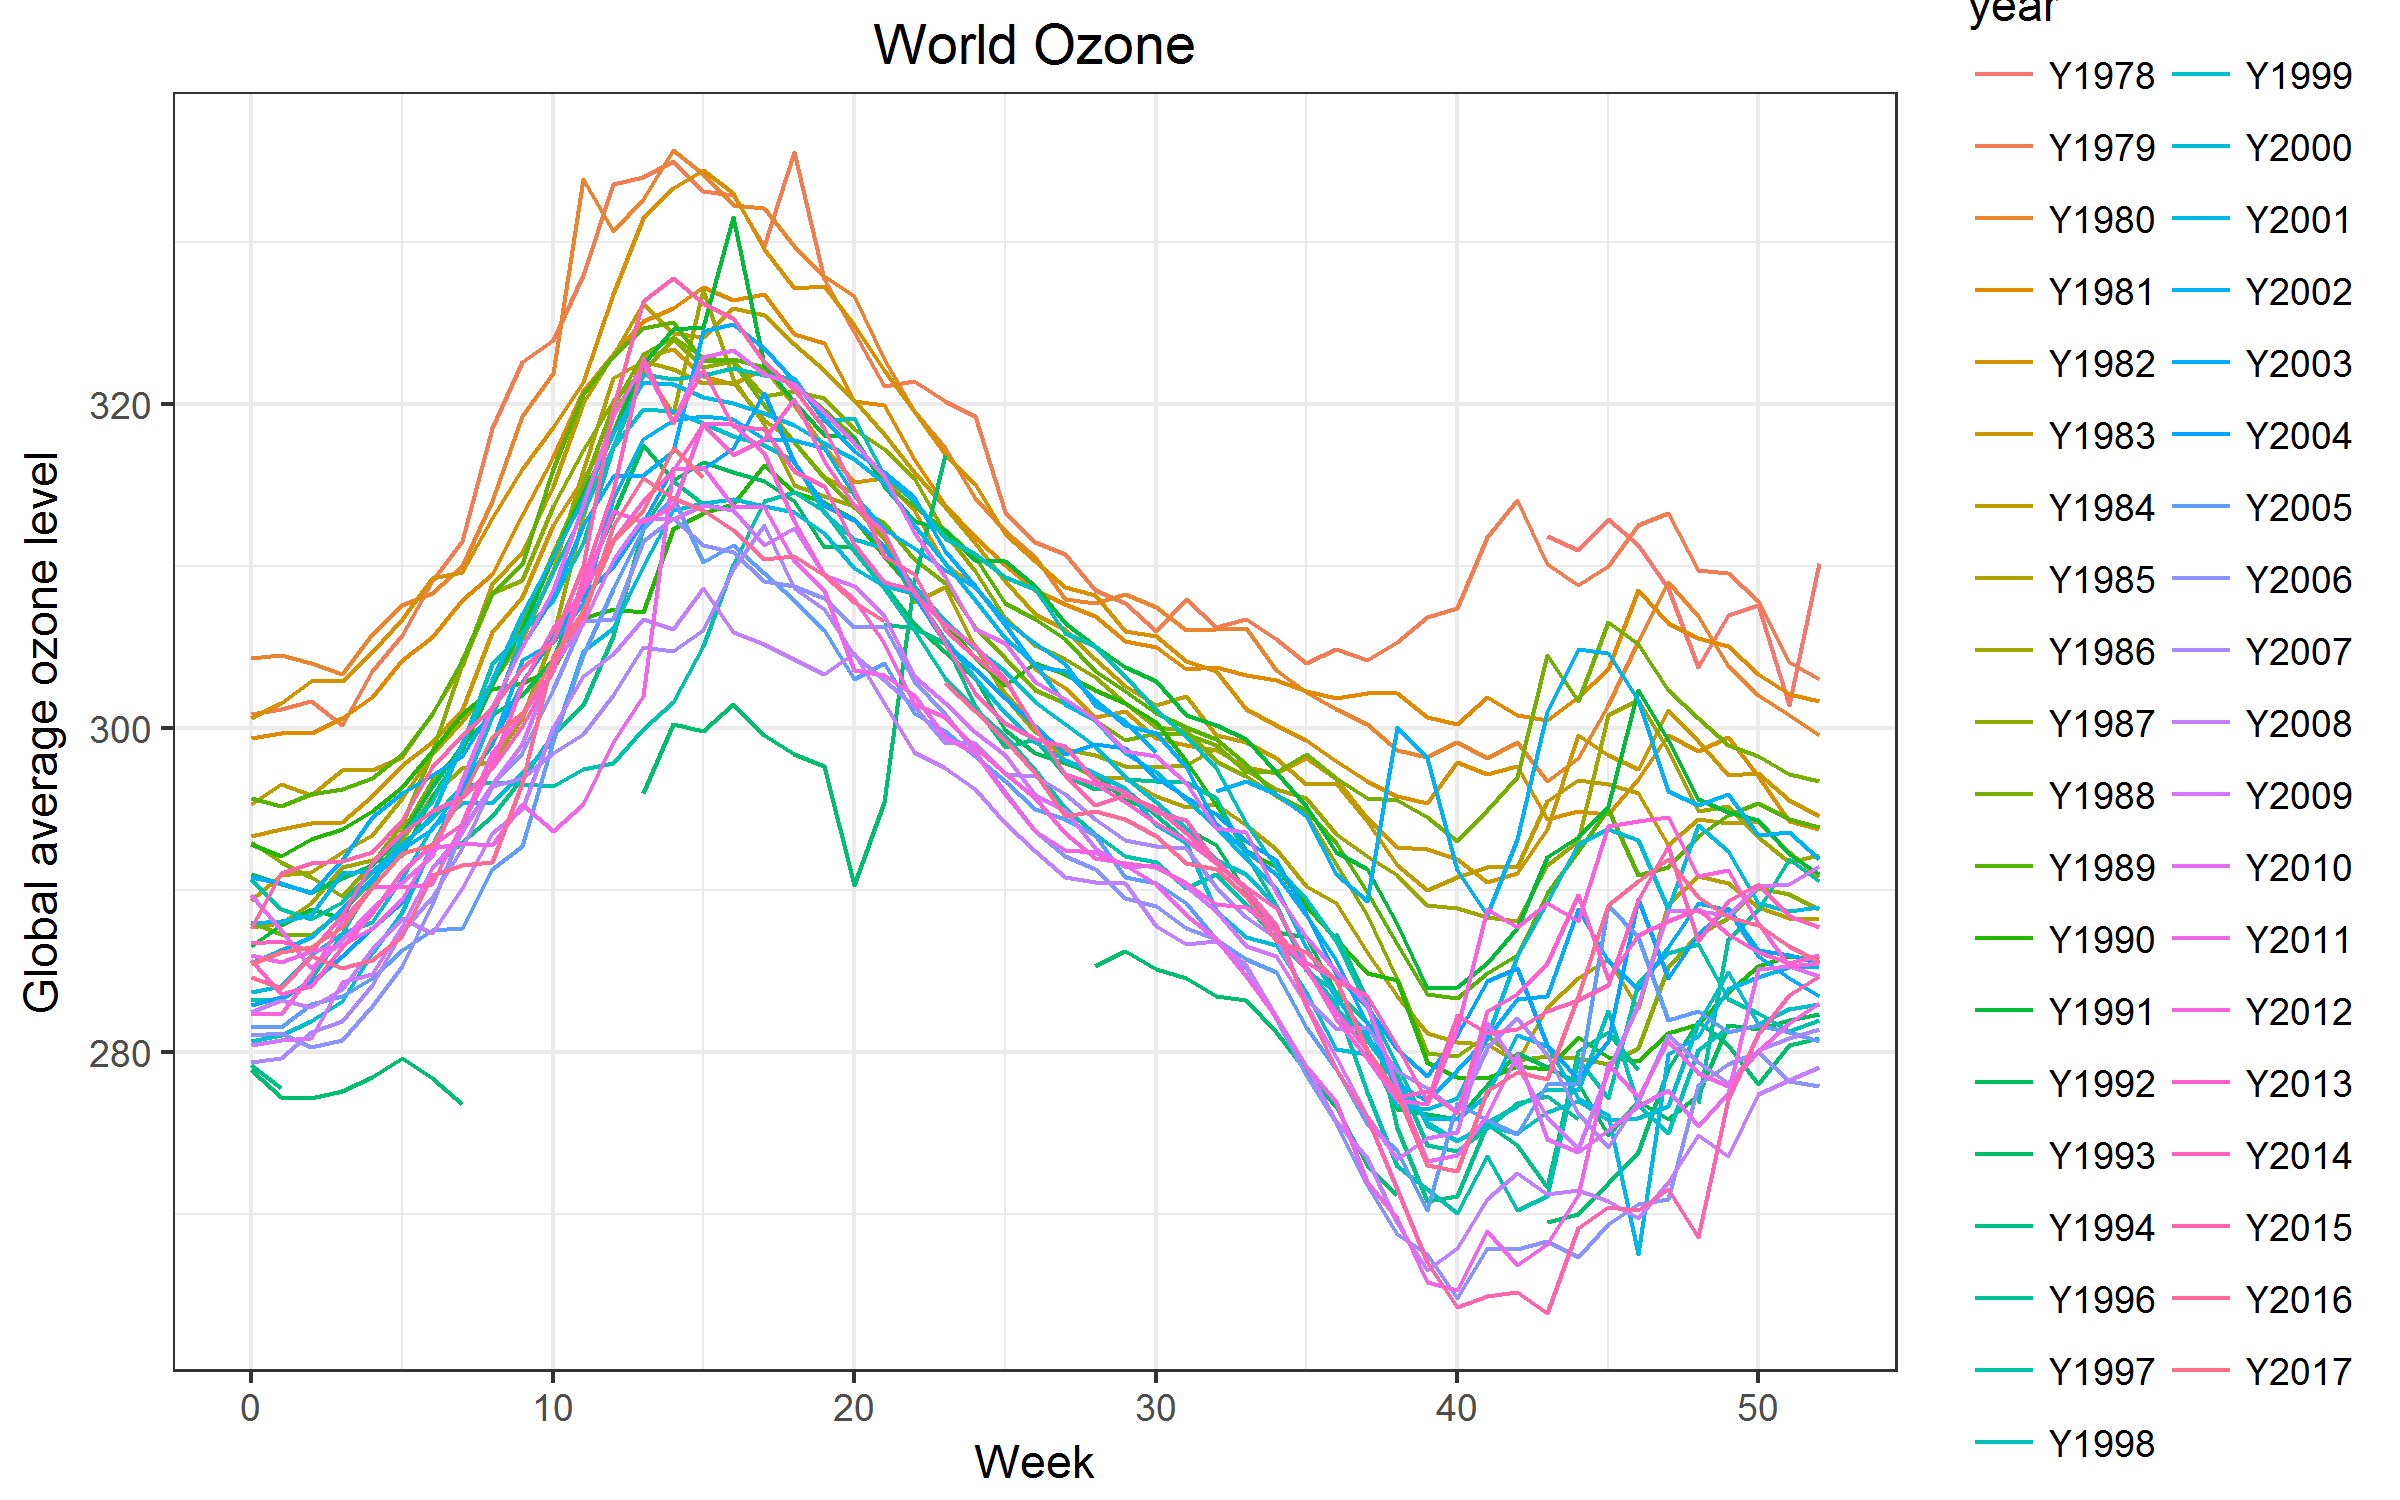 World Ozone
Global average ozone level
320
300
280
0 10 20 30 40 50
Week
year
Y1978 Y1999
Y1979 Y2000
Y1980 Y2001
Y1981 Y2002
Y1982 Y2003
Y1983 Y2004
Y1984 Y2005
Y1985 Y2006
Y1986 Y2007
Y1987 Y2008
Y1988 Y2009
Y1989 Y2010
Y1990 Y2011
Y1991 Y2012
Y1992 Y2013
Y1993 Y2014
Y1994 Y2015
Y1996 Y2016
Y1997 Y2017
Y1998